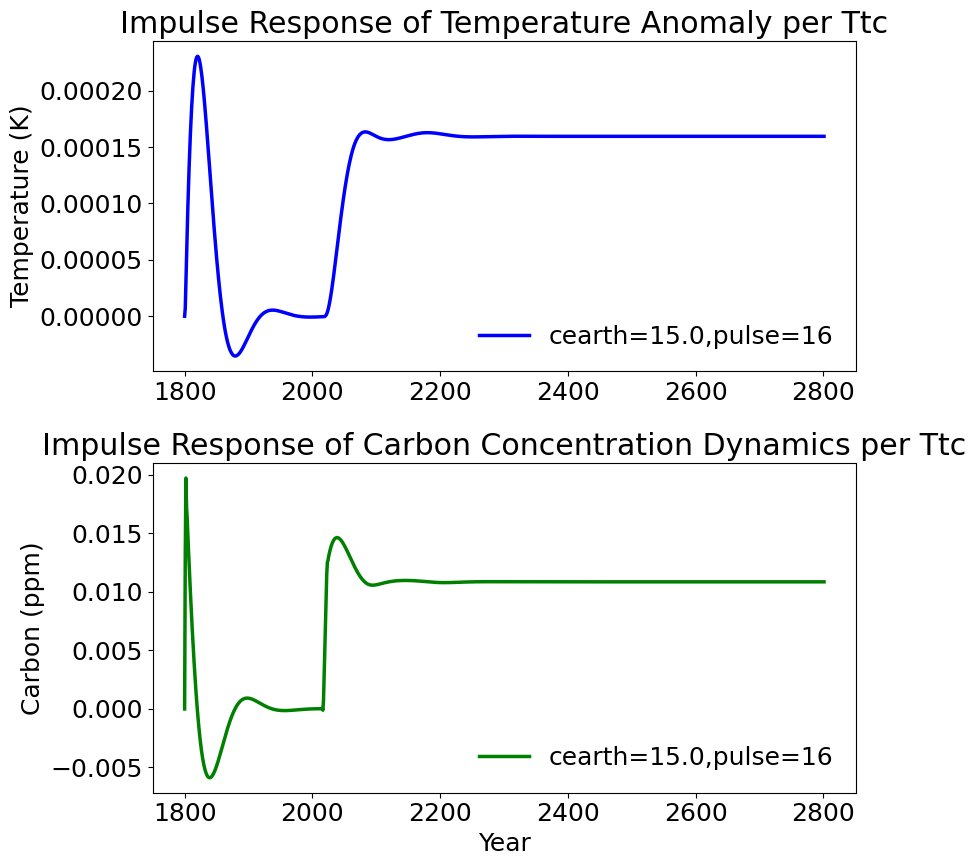 Impulse Response of Temperature Anomaly per Ttc
Temperature (K)
0.00020
0.00015
0.00010
0.00005
0.00000
cearth=15.0,pulse=16
1800 2000 2200 2400 2600 2800
Impulse Response of Carbon Concentration Dynamics per Ttc
Carbon (ppm)
0.020
0.015
0.010
0.005
0.000
−0.005
cearth=15.0,pulse=16
1800 2000 2200 2400 2600 2800
Year